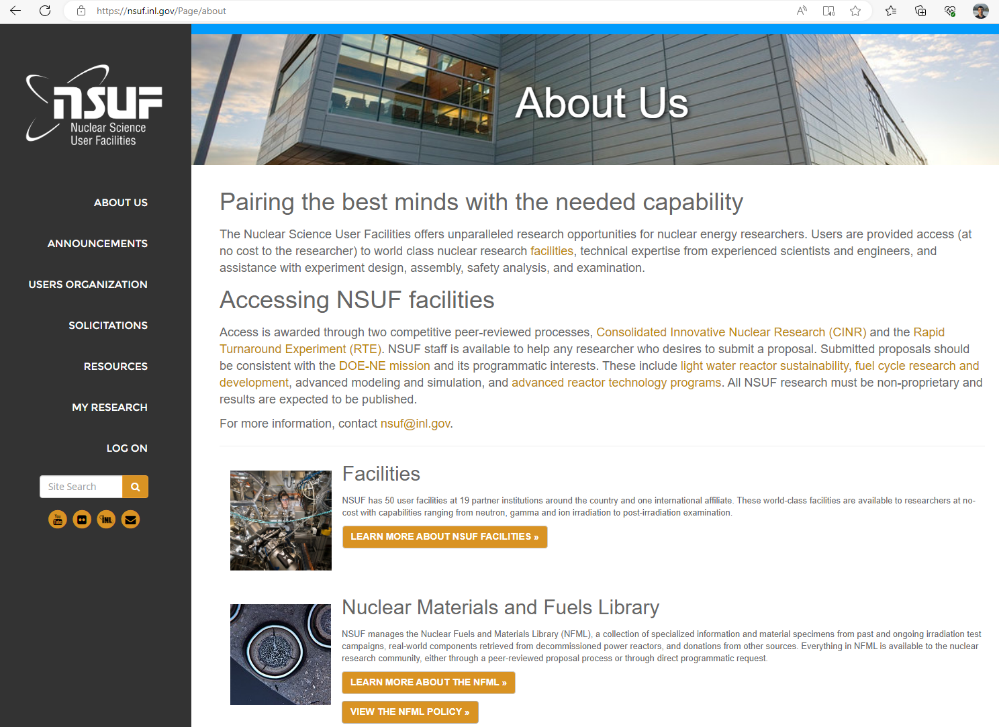 https://nsuf.inl.gov/Page/about
nsuf
Nuclear Science
User Facilities
ABOUT US
ANNOUNCEMENTS
USERS ORGANIZATION
SOLICITATIONS
RESOURCES
MY RESEARCH
LOG ON
Site Search
You
Tube
INL
About Us
Pairing the best minds with the needed capability
The Nuclear Science User Facilities offers unparalleled research opportunities for nuclear energy researchers. Users are provided access (at
no cost to the researcher) to world class nuclear research facilities, technical expertise from experienced scientists and engineers, and
assistance with experiment design, assembly, safety analysis, and examination.
Accessing NSUF facilities
Access is awarded through two competitive peer-reviewed processes, Consolidated Innovative Nuclear Research (CINR) and the Rapid
Turnaround Experiment (RTE). NSUF staff is available to help any researcher who desires to submit a proposal. Submitted proposals should
be consistent with the DOE-NE mission and its programmatic interests. These include light water reactor sustainability, fuel cycle research and
development, advanced modeling and simulation, and advanced reactor technology programs. All NSUF research must be non-proprietary and
results are expected to be published.
For more information, contact nsuf@inl.gov.
Facilities
NSUF has 50 user facilities at 19 partner institutions around the country and one international affiliate. These world-class facilities are available to researchers at no-
cost with capabilities ranging from neutron, gamma and ion irradiation to post-irradiation examination.
LEARN MORE ABOUT NSUF FACILITIES »
Nuclear Materials and Fuels Library
NSUF manages the Nuclear Fuels and Materials Library (NFML), a collection of specialized information and material specimens from past and ongoing irradiation test
campaigns, real-world components retrieved from decommissioned power reactors, and donations from other sources. Everything in NFML is available to the nuclear
research community, either through a peer-reviewed proposal process or through direct programmatic request.
LEARN MORE ABOUT THE NFML »
VIEW THE NFML POLICY »